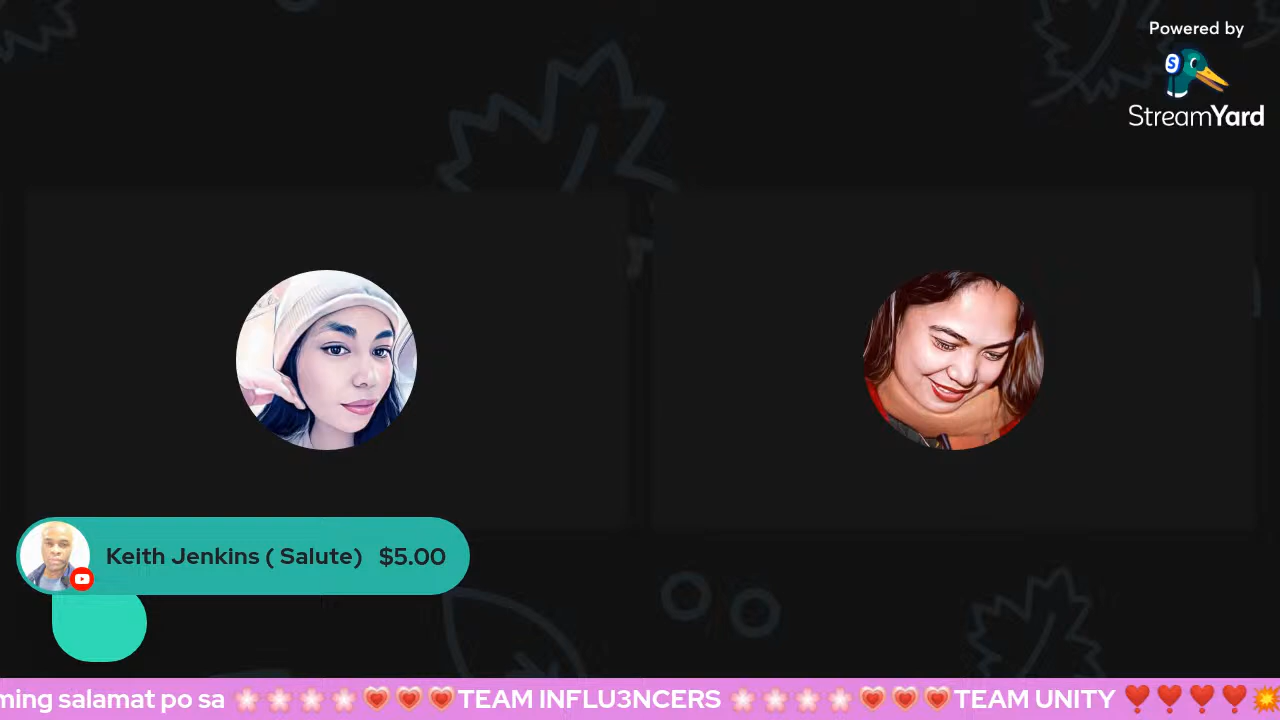 Powered by
StreamYard
Keith Jenkins ( Salute) $5.00
ming salamat po sa 🌸🌸🌸🌸💗💗💗TEAM INFLU3NCERS 🌸🌸🌸🌸💗💗💗TEAM UNITY ❣️❣️❣️❣️💥